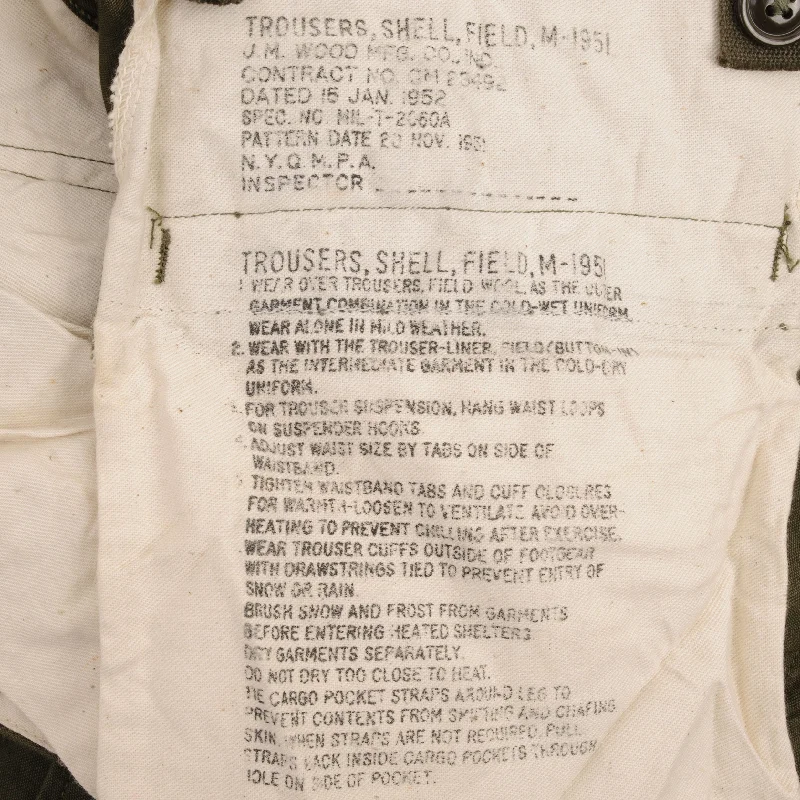 TROUSERS, SHELL, FIELD, M-1951
J.M. WOOD MFG. CO., INC.
CONTRACT NO.
DATED 15 JAN. 1952
SPEC. NO. MIL-T-2060A
PATTERN DATE 20 NOV. 1951
N.Y.Q.M.P.A.
INSPECTOR
TROUSERS, SHELL, FIELD, M-1951
1. WEAR OVER TROUSERS, FIELD WOOL AS THE OUTER
GARMENT COMBINATION IN THE COLD-WET UNIFORM.
WEAR ALONE IN MILD WEATHER.
2. WEAR WITH THE TROUSER-LINER, FIELD (BUTTON-IN)
AS THE INTERMEDIATE GARMENT IN THE COLD-DRY
UNIFORM.
3. FOR TROUSER SUSPENSION, HANG WAIST LOOPS
ON SUSPENDER HOOKS.
4. ADJUST WAIST SIZE BY TABS ON SIDE OF
WAISTBAND.
TIGHTEN WAISTBAND TABS AND CUFF CLOSURES
FOR WARMTH-LOOSEN TO VENTILATE AVOID OVER-
HEATING TO PREVENT CHILLING AFTER EXERCISE.
WEAR TROUSER CUFFS OUTSIDE OF FOOTGEAR
WITH DRAWSTRINGS TIED TO PREVENT ENTRY OF
SNOW OR RAIN.
BRUSH SNOW AND FROST FROM GARMENTS
BEFORE ENTERING HEATED SHELTERS
DRY GARMENTS SEPARATELY.
DO NOT DRY TOO CLOSE TO HEAT.
TIE CARGO POCKET STRAPS AROUND LEG TO
PREVENT CONTENTS FROM SHIFTING AND CHAFING
SKIN. WHEN STRAPS ARE NOT REQUIRED, PULL
STRAPS BACK INSIDE CARGO POCKETS THROUGH
HOLE ON SIDE OF POCKET.